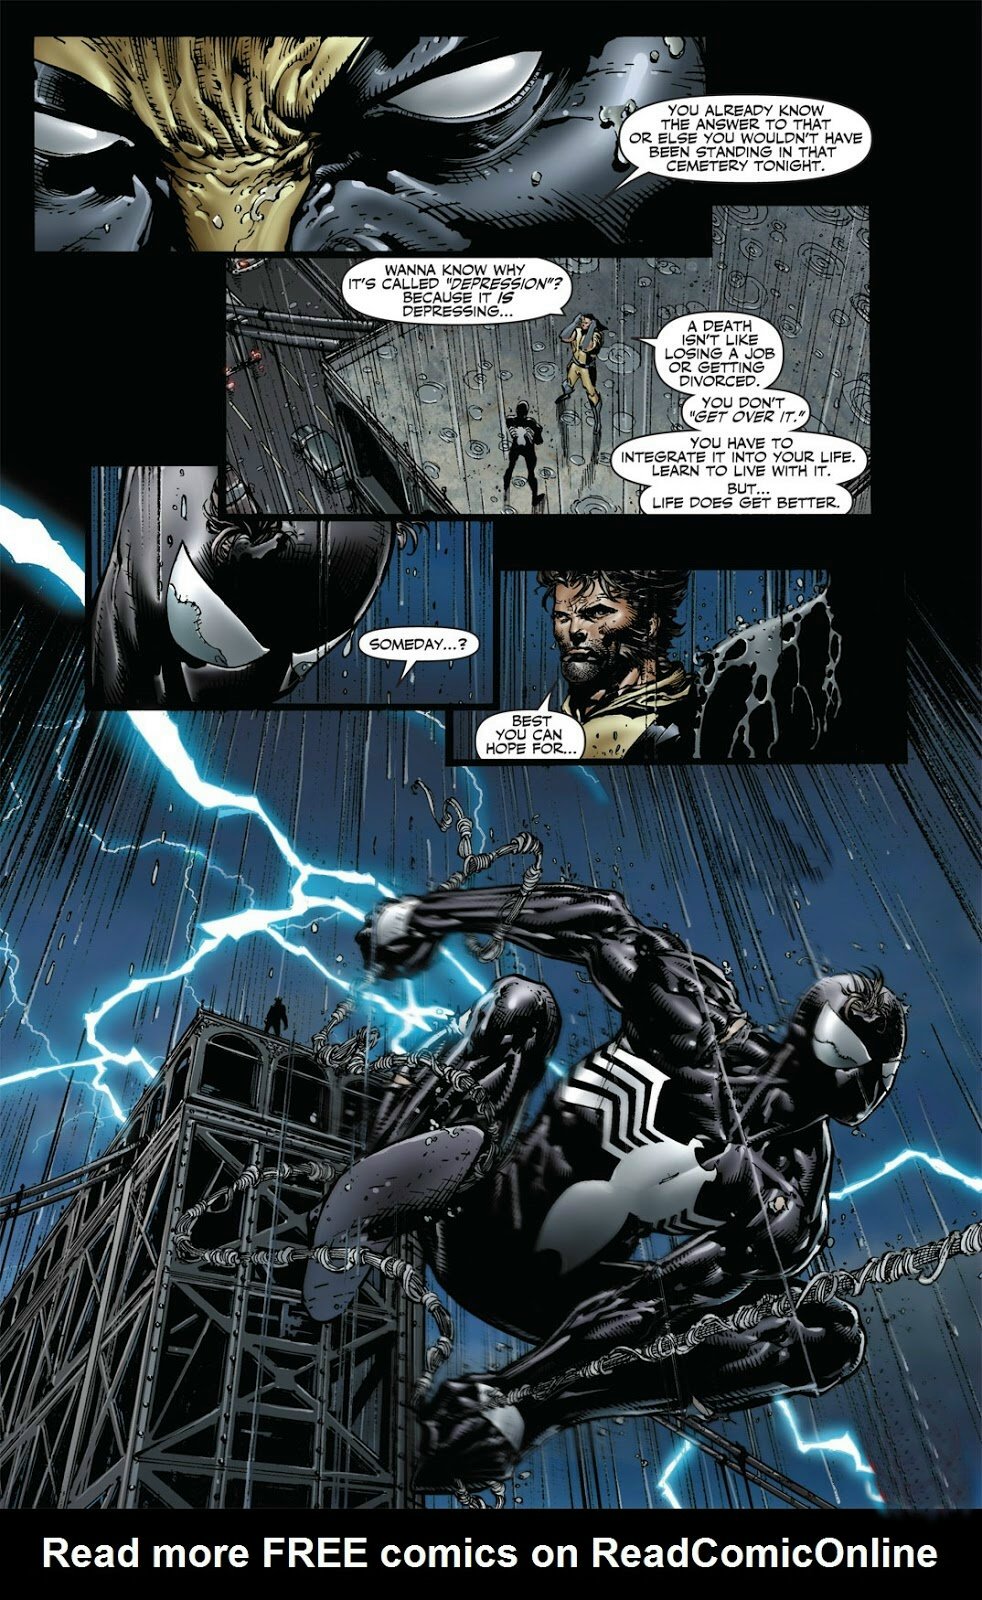 YOU ALREADY KNOW
THE ANSWER TO THAT
OR ELSE YOU WOULDN'T HAVE
BEEN STANDING IN THAT
CEMETERY TONIGHT.
WANNA KNOW WHY
IT'S CALLED "DEPRESSION"?
BECAUSE IT IS
DEPRESSING...
A DEATH
ISN'T LIKE
LOSING A JOB
OR GETTING
DIVORCED.
YOU DON'T
"GET OVER IT."
YOU HAVE TO
INTEGRATE IT INTO YOUR LIFE.
LEARN TO LIVE WITH IT.
BUT...
LIFE DOES GET BETTER.
SOMEDAY...?
BEST
YOU CAN
HOPE FOR...
Read more FREE comics on ReadComicOnline